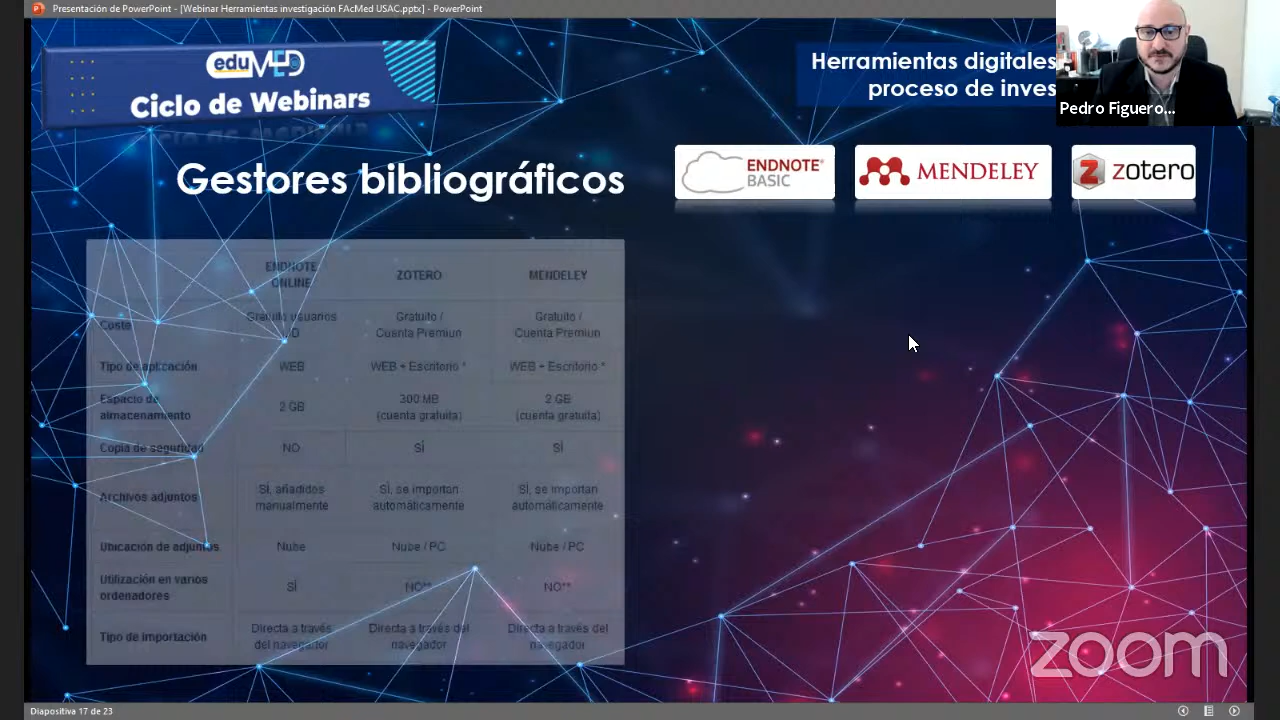 Presentación de PowerPoint - [Webinar Herramientas investigación FAcMed USAC.pptx] - PowerPoint
eduMED
Ciclo de Webinars
Herramientas digitales
proceso de inves
Pedro Figuero...
Gestores bibliográficos
ENDNOTE
BASIC
MENDELEY
zotero
ENDNOTE
ONLINE
ZOTERO
MENDELEY
Coste
Gratuito usuarios
Gratuito /
Cuenta Premiun
Gratuito /
Cuenta Premiun
Tipo de aplicación
WEB
WEB + Escritorio *
WEB + Escritorio *
Espacio de
almacenamiento
2 GB
300 MB
(cuenta gratuita)
2 GB
(cuenta gratuita)
Copia de seguridad
NO
SÍ
SÍ
Archivos adjuntos
SÍ, añadidos
manualmente
SÍ, se importan
automáticamente
SÍ, se importan
automáticamente
Ubicación de adjuntos
Nube
Nube / PC
Nube / PC
Utilización en varios
ordenadores
SÍ
NO**
NO**
Tipo de importación
Directa a través
del navegador
Directa a través del
navegador
Directa a través del
navegador
zoom
Diapositiva 17 de 23